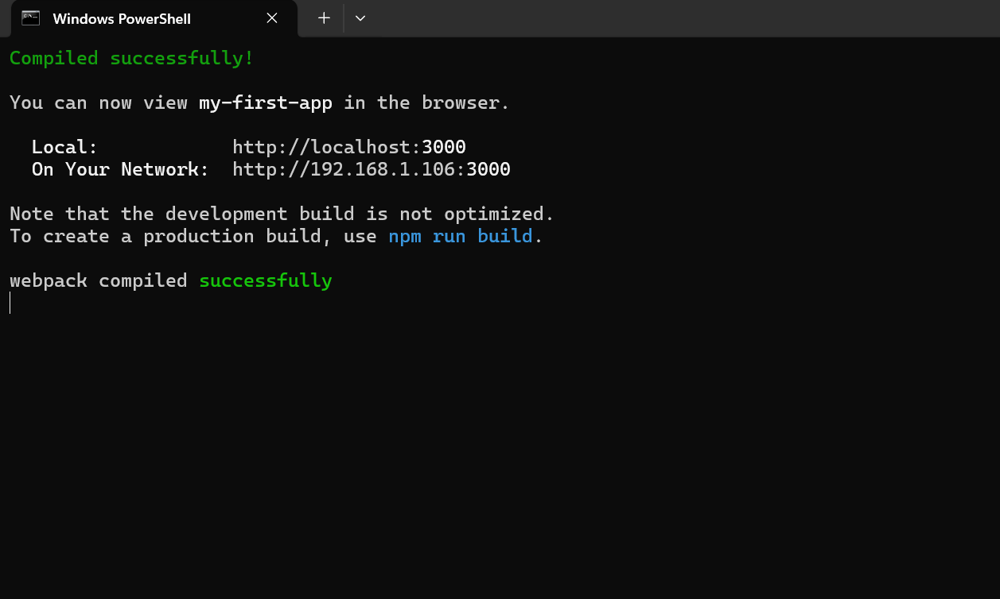 Windows PowerShell
Compiled successfully!
You can now view my-first-app in the browser.
Local: http://localhost:3000
On Your Network: http://192.168.1.106:3000
Note that the development build is not optimized.
To create a production build, use npm run build.
webpack compiled successfully